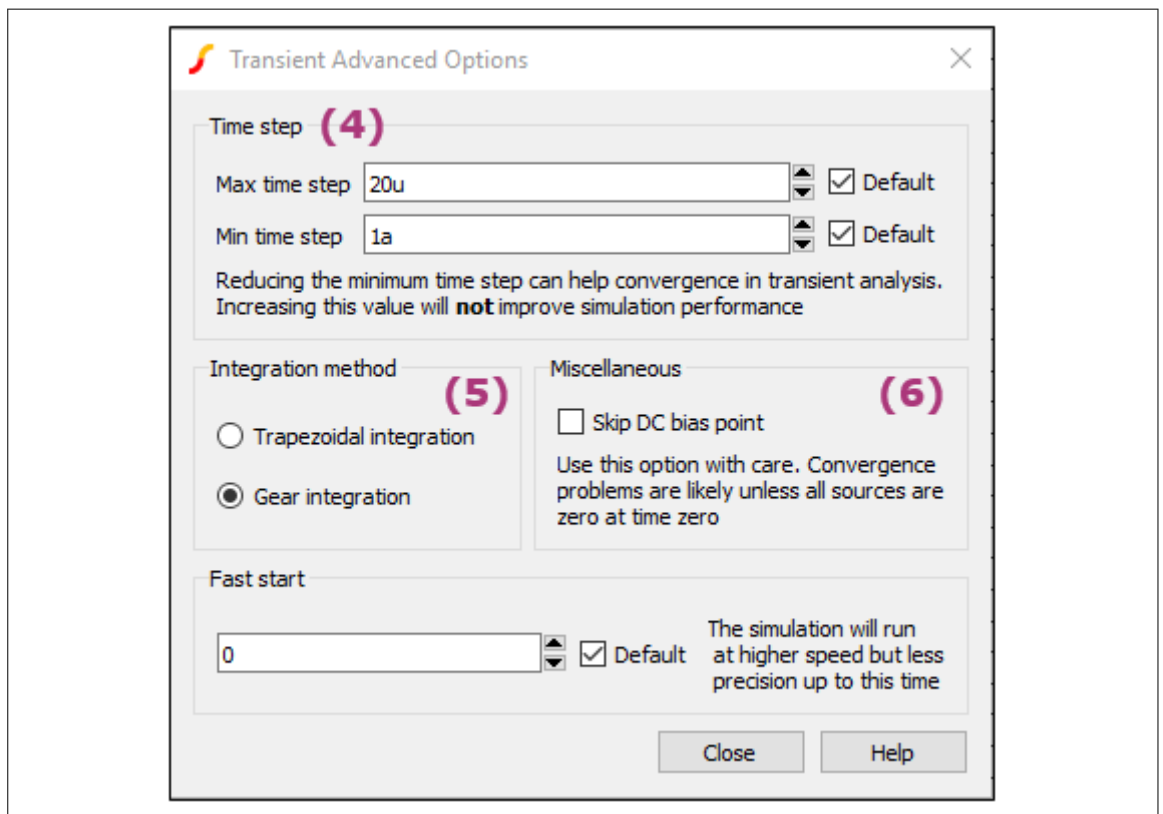 Transient Advanced Options
Time step (4)
Max time step 20u Default
Min time step 1a Default
Reducing the minimum time step can help convergence in transient analysis.
Increasing this value will not improve simulation performance
Integration method
(5)
Trapezoidal integration
Gear integration
Miscellaneous
(6)
Skip DC bias point
Use this option with care. Convergence
problems are likely unless all sources are
zero at time zero
Fast start
0 Default
The simulation will run
at higher speed but less
precision up to this time
Close Help